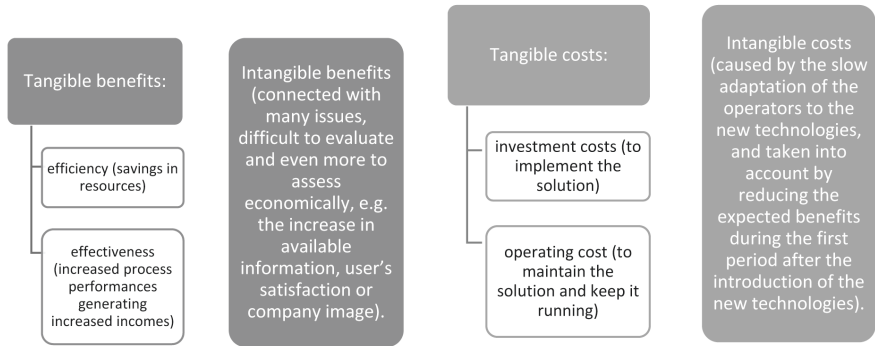 Tangible benefits:
efficiency (savings in
resources)
effectiveness
(increased process
performances
generating
increased incomes)
Intangible benefits
(connected with
many issues,
difficult to evaluate
and even more to
assess
economically, e.g.
the increase in
available
information, user's
satisfaction or
company image).
Tangible costs:
investment costs (to
implement the
solution)
operating cost (to
maintain the
solution and keep it
running)
Intangible costs
(caused by the slow
adaptation of the
operators to the
new technologies,
and taken into
account by
reducing the
expected benefits
during the first
period after the
introduction of the
new technologies).